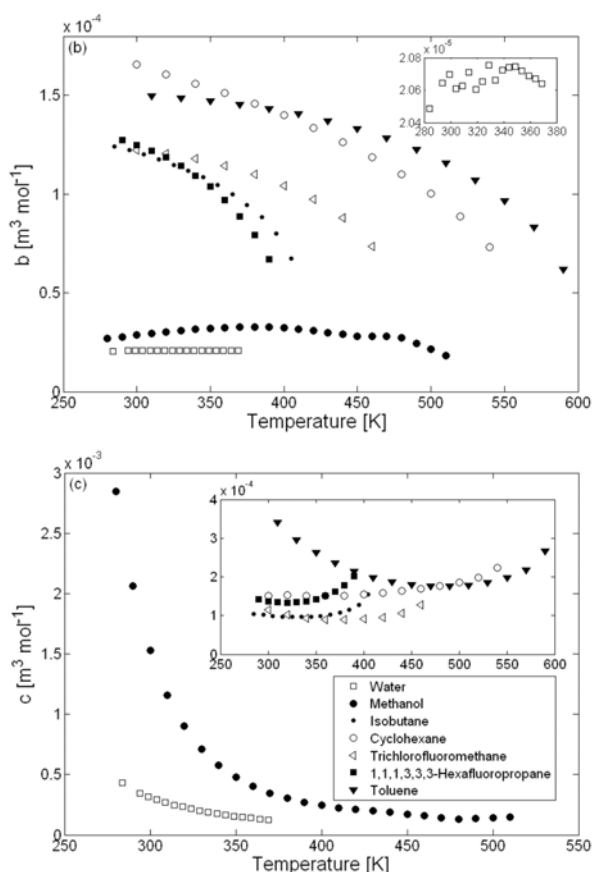 x 10⁻⁴
2
(b)
1.5
1
0.5
0
b [m³ mol⁻¹]
x 10⁻⁵
2.08
2.06
2.04
280 300 320 340 360 380
250 300 350 400 450 500 550 600
Temperature [K]
x 10⁻³
3
(c)
2.5
2
1.5
1
0.5
0
c [m³ mol⁻¹]
x 10⁻⁴
4
3
2
1
0
250 300 350 400 450 500 550 600
Water
Methanol
Isobutane
Cyclohexane
Trichlorofluoromethane
1,1,1,3,3,3-Hexafluoropropane
Toluene
250 300 350 400 450 500 550
Temperature [K]